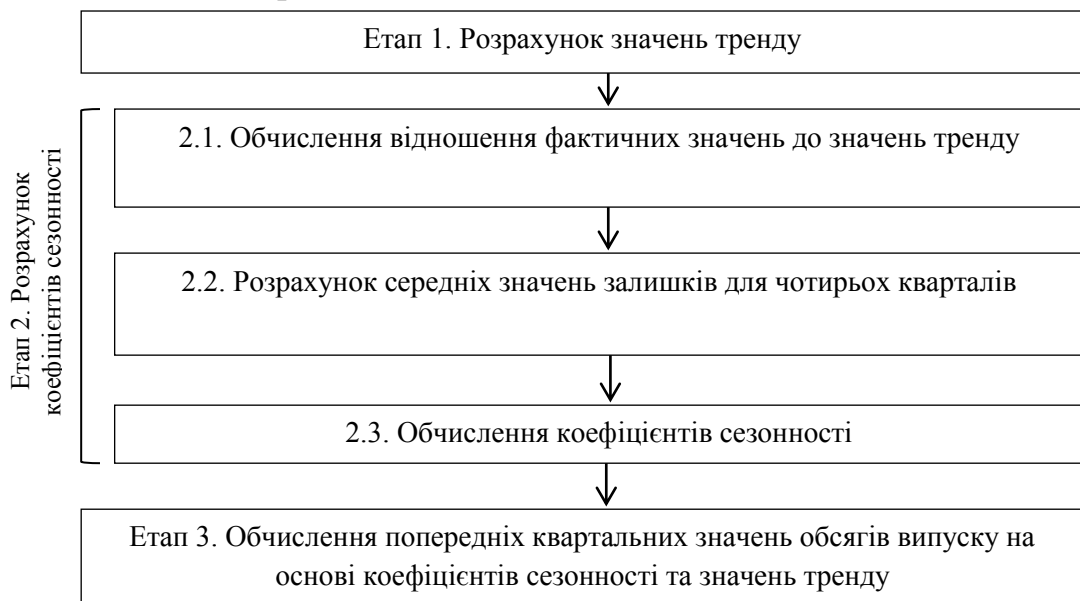 Етап 1. Розрахунок значень тренду
Етап 2. Розрахунок
коефіцієнтів сезонності
2.1. Обчислення відношення фактичних значень до значень тренду
2.2. Розрахунок середніх значень залишків для чотирьох кварталів
2.3. Обчислення коефіцієнтів сезонності
Етап 3. Обчислення попередніх квартальних значень обсягів випуску на
основі коефіцієнтів сезонності та значень тренду